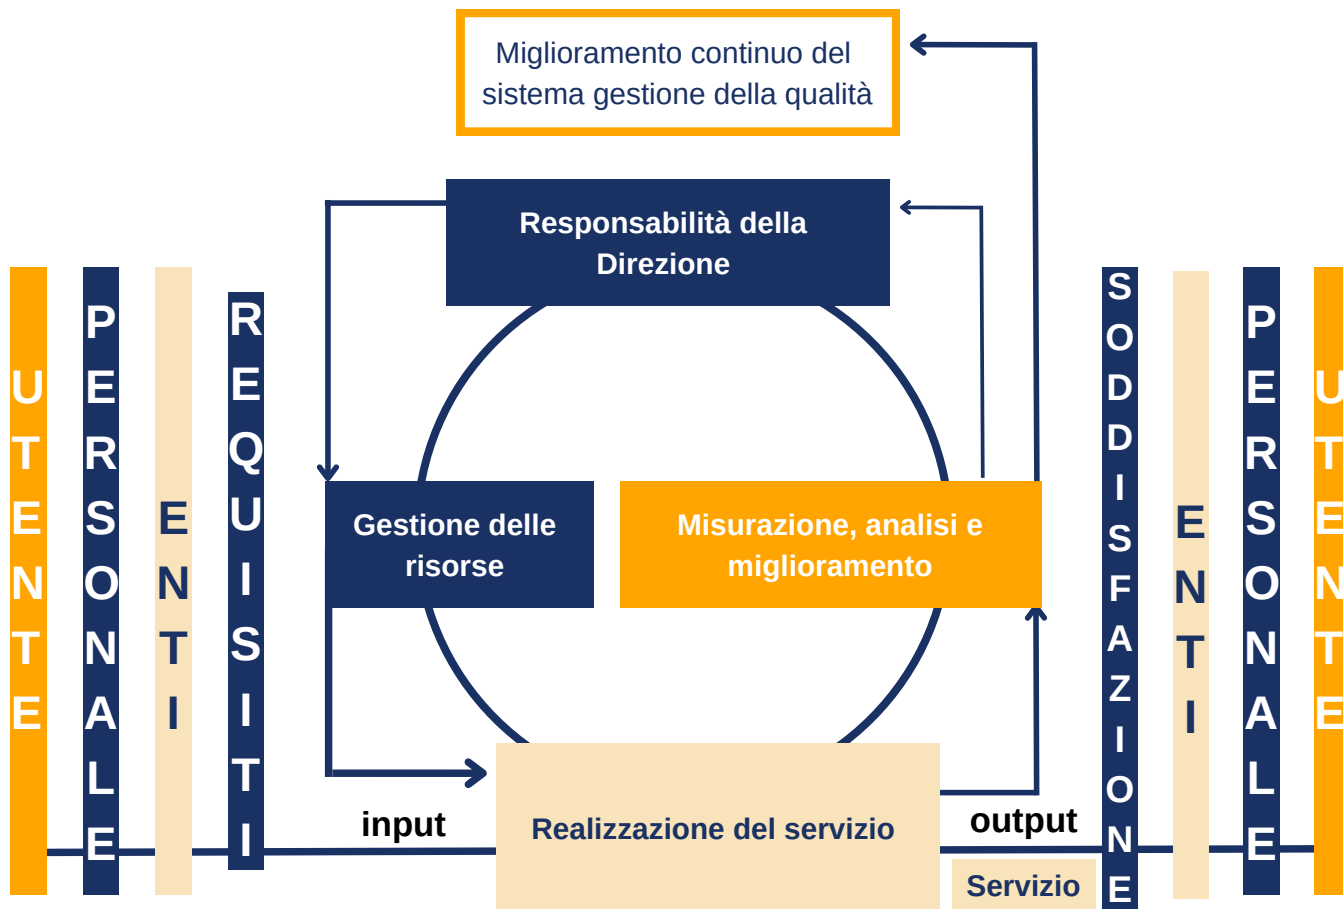 Miglioramento continuo del
sistema gestione della qualità
Responsabilità della
Direzione
UTENTE
PERSONALE
ENTI
REQUISITI
Gestione delle
risorse
Misurazione, analisi e
miglioramento
SODDISFAZIONE
ENTI
PERSONALE
UTENTE
input
Realizzazione del servizio
output
Servizio